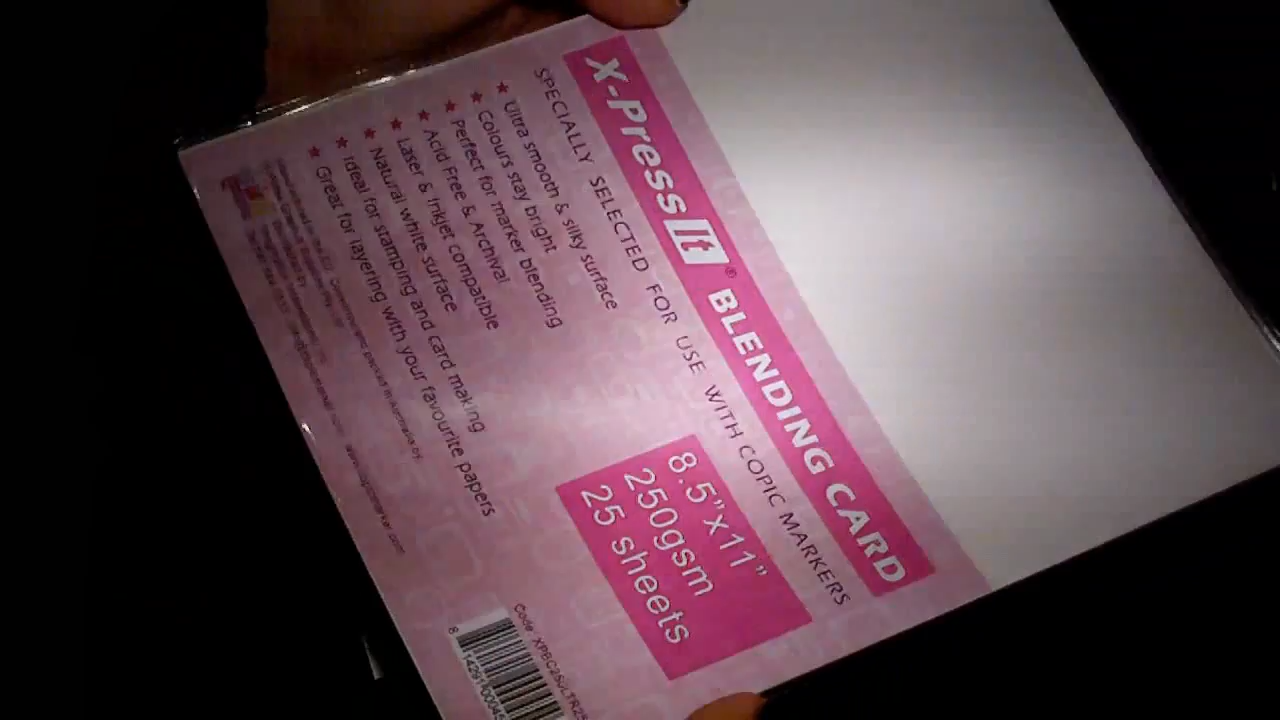 X-Press It® BLENDING CARD
SPECIALLY SELECTED FOR USE WITH COPIC MARKERS
★ Ultra smooth & silky surface
★ Colours stay bright
★ Perfect for marker blending
★ Acid Free & Archival
★ Laser & Inkjet compatible
★ Natural white surface
★ Ideal for stamping and card making
★ Great for layering with your favourite papers
8.5"x11"
250gsm
25 sheets
Code: XPBC250LTR25